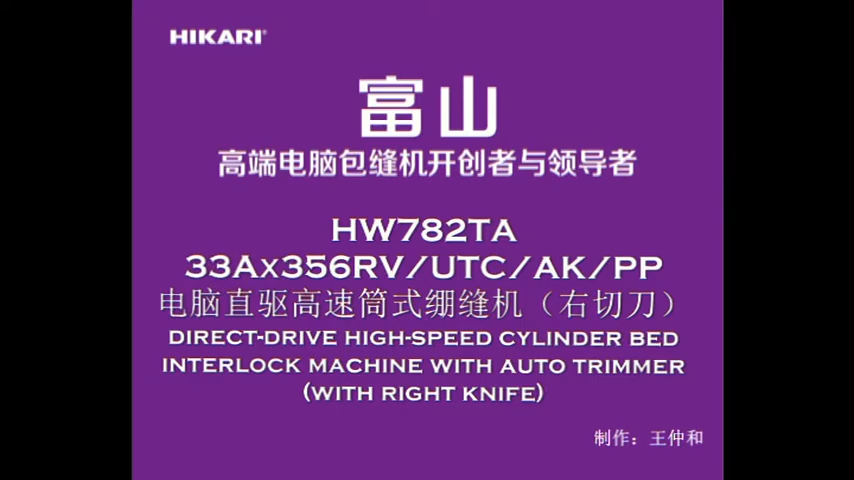 HIKARI®
富山
高端电脑包缝机开创者与领导者
HW782TA
33Ax356RV/UTC/AK/PP
电脑直驱高速筒式绷缝机（右切刀）
DIRECT-DRIVE HIGH-SPEED CYLINDER BED
INTERLOCK MACHINE WITH AUTO TRIMMER
(WITH RIGHT KNIFE)
制作：王仲和